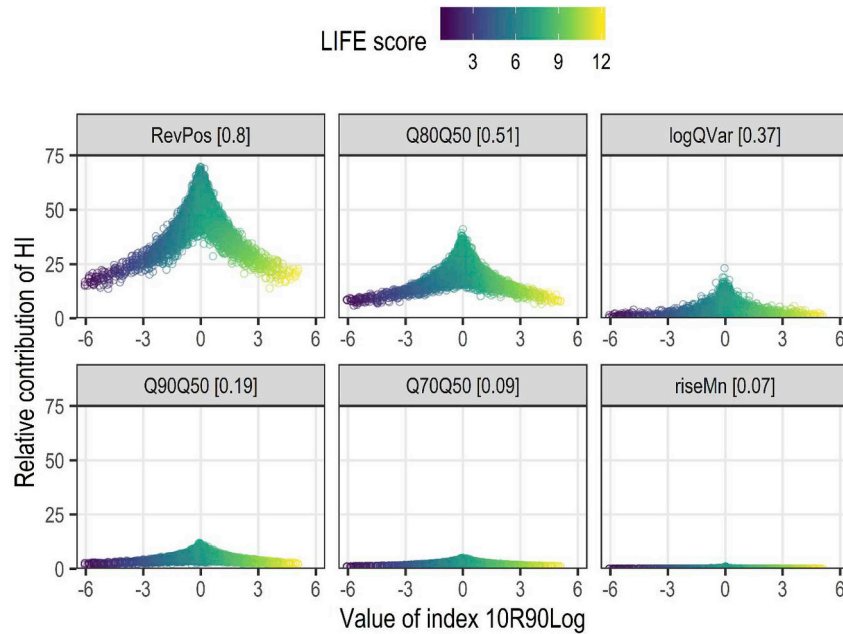 LIFE score
3 6 9 12
RevPos [0.8] Q80Q50 [0.51] logQVar [0.37]
75
50
25
0
-6 -3 0 3 6 -6 -3 0 3 6 -6 -3 0 3 6
Relative contribution of HI
Q90Q50 [0.19] Q70Q50 [0.09] riseMn [0.07]
75
50
25
0
-6 -3 0 3 6 -6 -3 0 3 6 -6 -3 0 3 6
Value of index 10R90Log